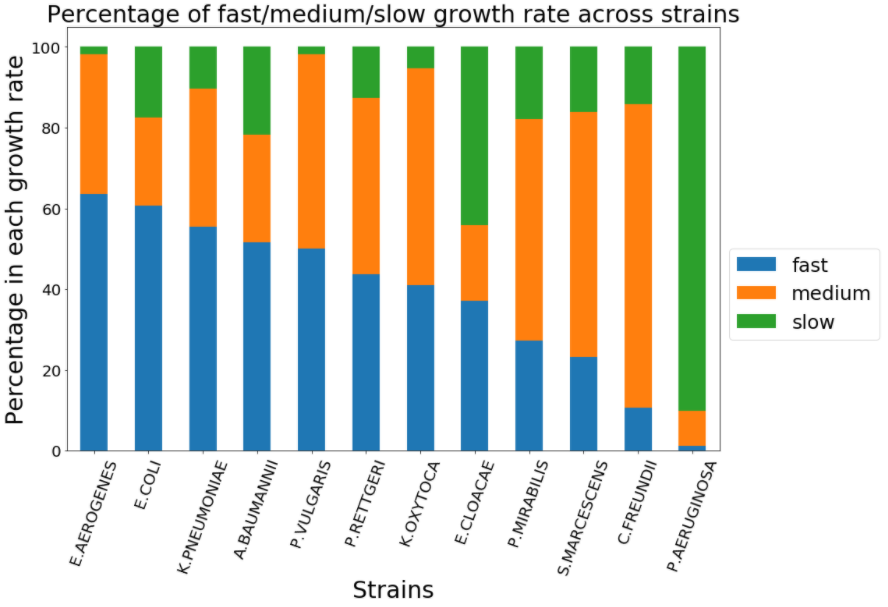 Percentage of fast/medium/slow growth rate across strains
Percentage in each growth rate
100
80
60
40
20
0
fast
medium
slow
E.AEROGENES
E.COLI
K.PNEUMONIAE
A.BAUMANNII
P.VULGARIS
P.RETTGERI
K.OXYTOCA
E.CLOACAE
P.MIRABILIS
S.MARCESCENS
C.FREUNDII
P.AERUGINOSA
Strains